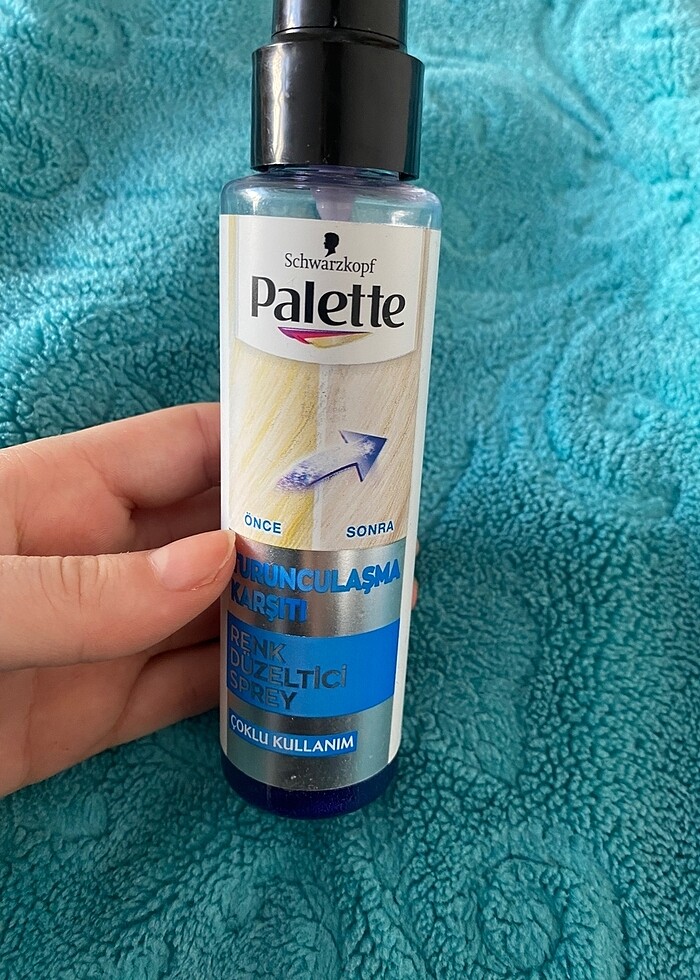 Schwarzkopf
Palette
ÖNCE SONRA
TURUNCULAŞMA
KARŞITI
RENK
DÜZELTİCİ
SPREY
ÇOKLU KULLANIM